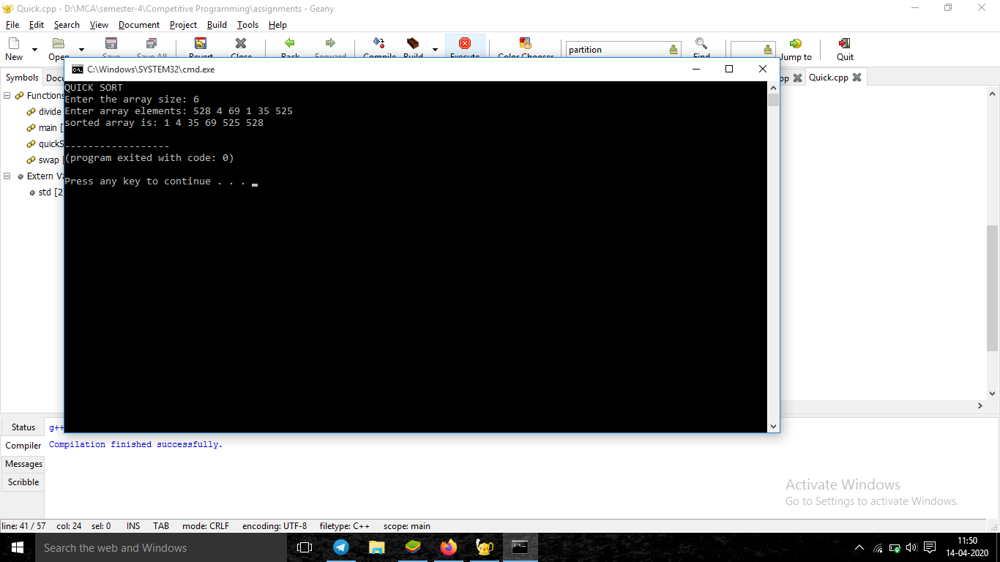 Quick.cpp - D:\MCA\semester-4\Competitive Programming\assignments - Geany
File Edit Search View Document Project Build Tools Help
New Open Save Save All Revert Close Back Forward Compile Build Execute Color Chooser partition Find Jump to Quit
Symbols C:\Windows\SYSTEM32\cmd.exe Quick.cpp
QUICK SORT
Functions Enter the array size: 6
divide Enter array elements: 528 4 69 1 35 525
main [ sorted array is: 1 4 35 69 525 528
quickS ------------------
swap [ (program exited with code: 0)
Extern Va Press any key to continue . . .
std [2]
Status g++
Compiler Compilation finished successfully.
Messages
Scribble
Activate Windows
Go to Settings to activate Windows.
line: 41 / 57 col: 24 sel: 0 INS TAB mode: CRLF encoding: UTF-8 filetype: C++ scope: main
Search the web and Windows 11:50
14-04-2020